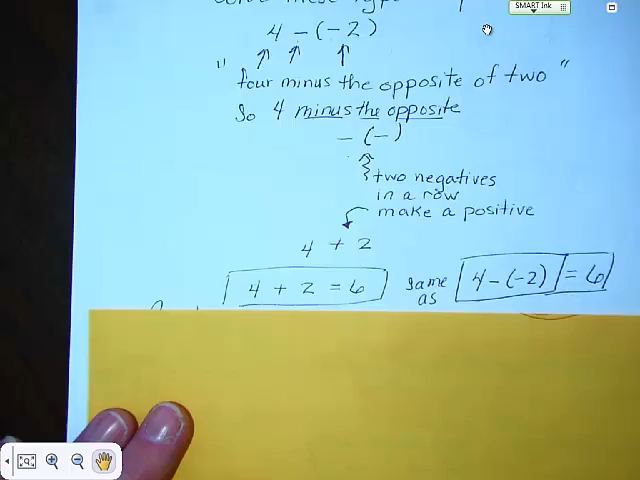 SMART Ink
4 - (-2)
"four minus the opposite of two"
So 4 minus the opposite
- (-)
two negatives
in a row
make a positive
4 + 2
4 + 2 = 6 same as 4 - (-2) = 6